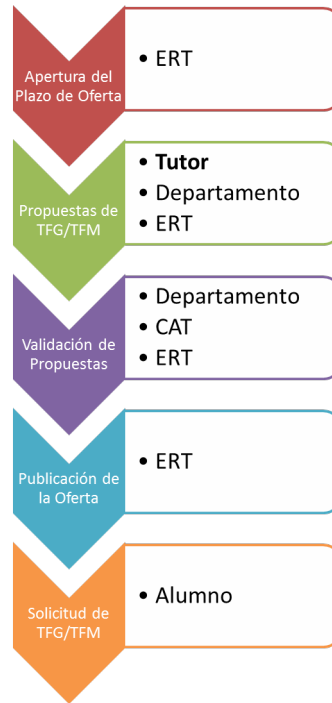 Apertura del
Plazo de Oferta
• ERT
Propuestas de
TFG/TFM
• Tutor
• Departamento
• ERT
Validación de
Propuestas
• Departamento
• CAT
• ERT
Publicación de
la Oferta
• ERT
Solicitud de
TFG/TFM
• Alumno